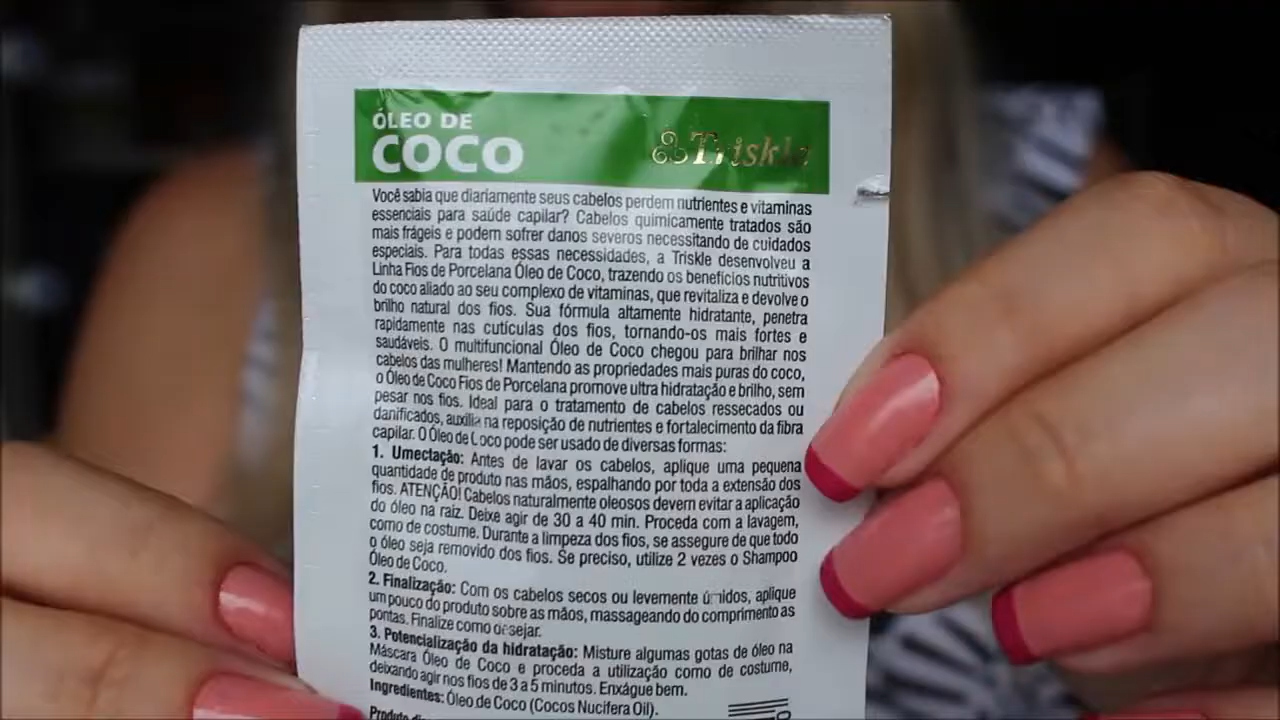 ÓLEO DE
COCO
Triskle
Você sabia que diariamente seus cabelos perdem nutrientes e vitaminas
essenciais para saúde capilar? Cabelos quimicamente tratados são
mais frágeis e podem sofrer danos severos necessitando de cuidados
especiais. Para todas essas necessidades, a Triskle desenvolveu a
Linha Fios de Porcelana Óleo de Coco, trazendo os benefícios nutritivos
do coco aliado ao seu complexo de vitaminas, que revitaliza e devolve o
brilho natural dos fios. Sua fórmula altamente hidratante, penetra
rapidamente nas cutículas dos fios, tornando-os mais fortes e
saudáveis. O multifuncional Óleo de Coco chegou para brilhar nos
cabelos das mulheres! Mantendo as propriedades mais puras do coco,
o Óleo de Coco Fios de Porcelana promove ultra hidratação e brilho, sem
pesar nos fios. Ideal para o tratamento de cabelos ressecados ou
danificados, auxilia na reposição de nutrientes e fortalecimento da fibra
capilar. O Óleo de Coco pode ser usado de diversas formas:
1. Umectação: Antes de lavar os cabelos, aplique uma pequena
quantidade de produto nas mãos, espalhando por toda a extensão dos
fios. ATENÇÃO! Cabelos naturalmente oleosos devem evitar a aplicação
do óleo na raiz. Deixe agir de 30 a 40 min. Proceda com a lavagem,
como de costume. Durante a limpeza dos fios, se assegure de que todo
o óleo seja removido dos fios. Se preciso, utilize 2 vezes o Shampoo
Óleo de Coco.
2. Finalização: Com os cabelos secos ou levemente úmidos, aplique
um pouco do produto sobre as mãos, massageando do comprimento as
pontas. Finalize como desejar.
3. Potencialização da hidratação: Misture algumas gotas de óleo na
Máscara Óleo de Coco e proceda a utilização como de costume,
deixando agir nos fios de 3 a 5 minutos. Enxágue bem.
Ingredientes: Óleo de Coco (Cocos Nucifera Oil).
Produto